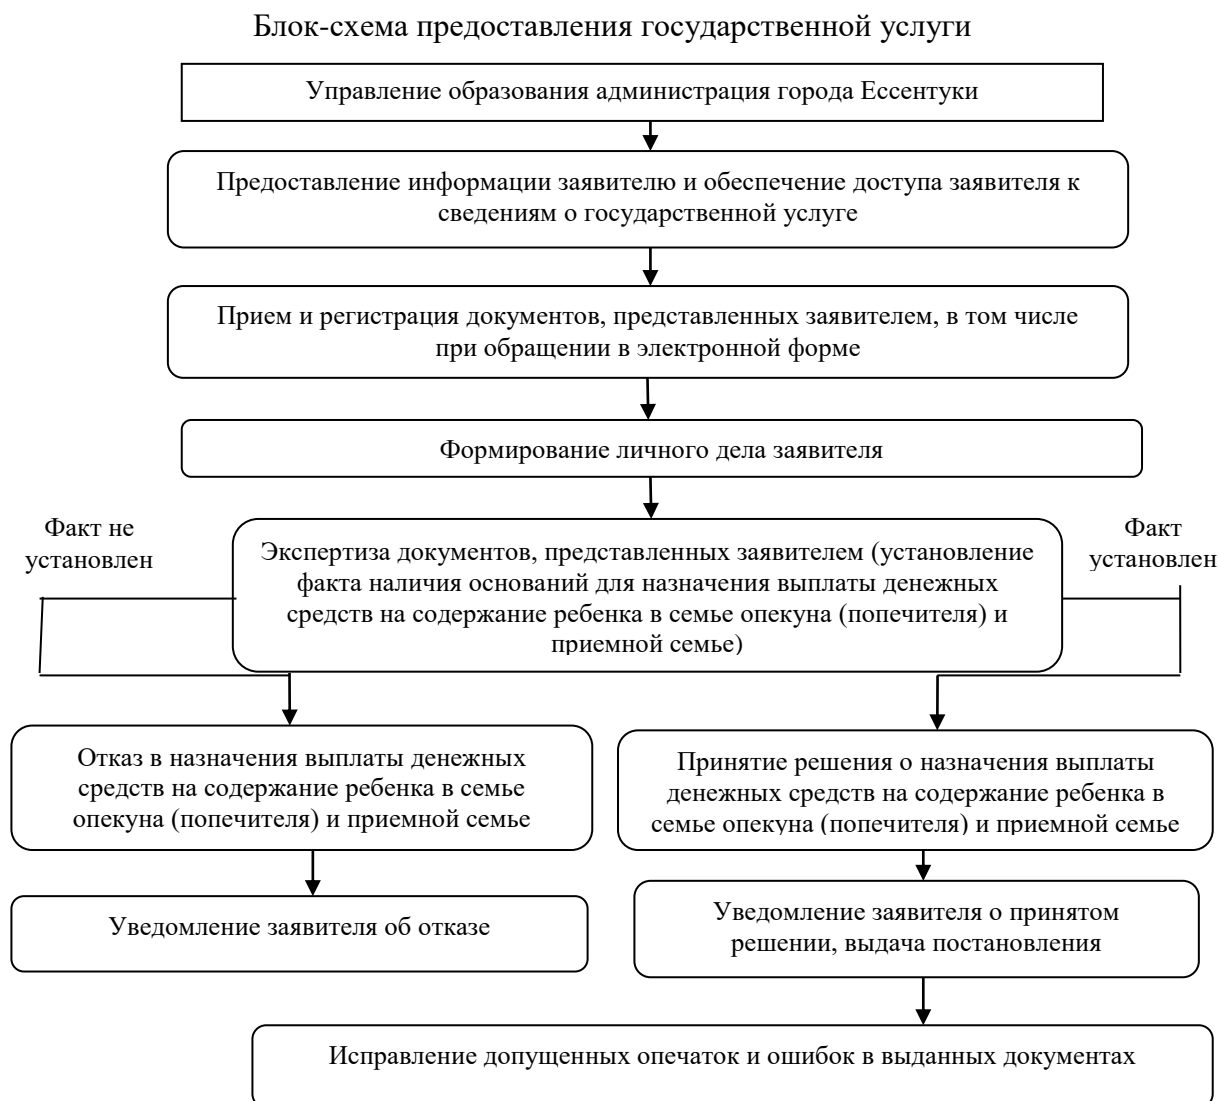 Блок-схема предоставления государственной услуги
Управление образования администрация города Ессентуки
Предоставление информации заявителю и обеспечение доступа заявителя к
сведениям о государственной услуге
Прием и регистрация документов, представленных заявителем, в том числе
при обращении в электронной форме
Формирование личного дела заявителя
Факт не
установлен
Экспертиза документов, представленных заявителем (установление
факта наличия оснований для назначения выплаты денежных
средств на содержание ребенка в семье опекуна (попечителя) и
приемной семье)
Факт
установлен
Отказ в назначения выплаты денежных
средств на содержание ребенка в семье
опекуна (попечителя) и приемной семье
Принятие решения о назначения выплаты
денежных средств на содержание ребенка в
семье опекуна (попечителя) и приемной семье
Уведомление заявителя об отказе
Уведомление заявителя о принятом
решении, выдача постановления
Исправление допущенных опечаток и ошибок в выданных документах